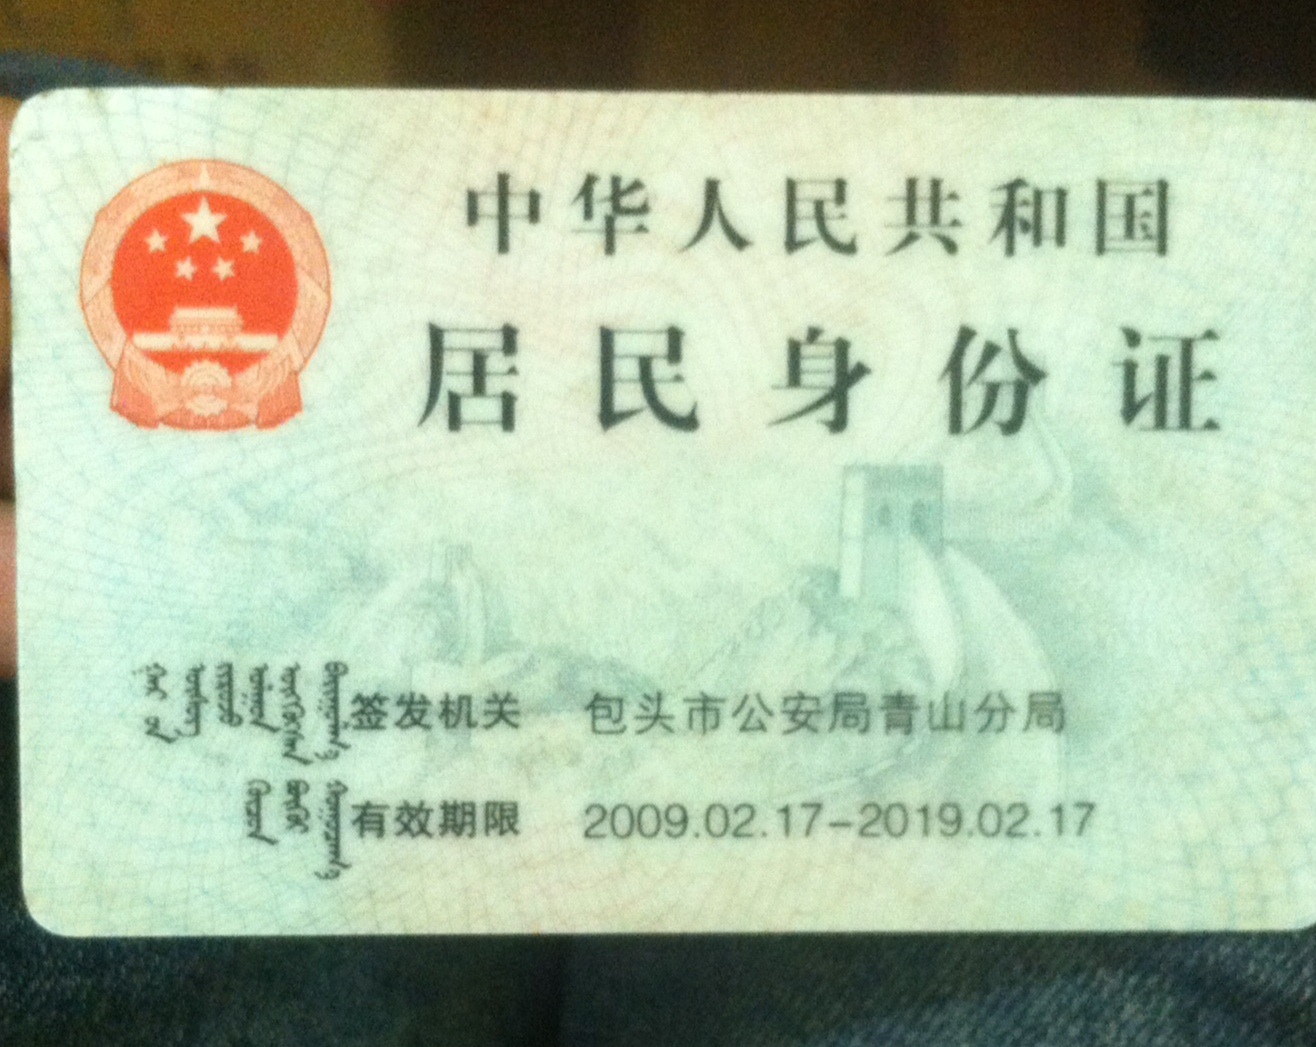 中华人民共和国
居民身份证
签发机关 包头市公安局青山分局
有效期限 2009.02.17-2019.02.17